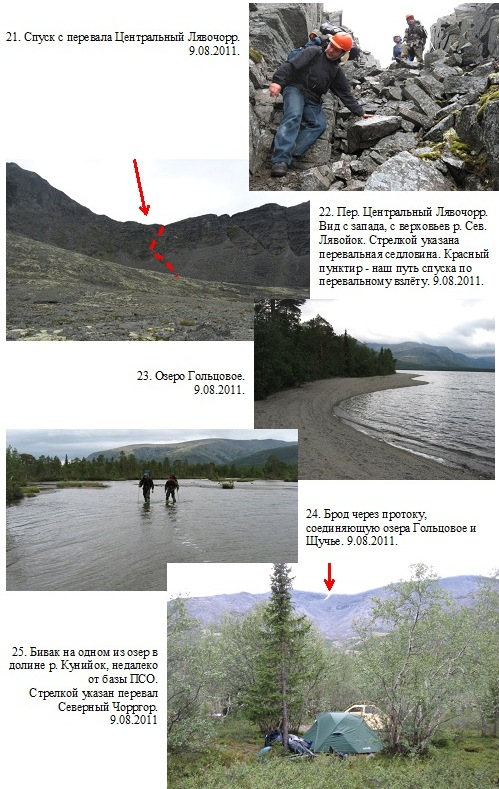 21. Спуск с перевала Центральный Лявочорр.
9.08.2011.
22. Пер. Центральный Лявочорр.
Вид с запада, с верховьев р. Сев.
Лявойок. Стрелкой указана
перевальная седловина. Красный
пунктир - наш путь спуска по
перевальному взлёту. 9.08.2011.
23. Озеро Гольцовое.
9.08.2011.
24. Брод через протоку,
соединяющую озера Гольцовое и
Щучье. 9.08.2011.
25. Бивак на одном из озер в
долине р. Кунийок, недалеко
от базы ПСО.
Стрелкой указан перевал
Северный Чорргор.
9.08.2011